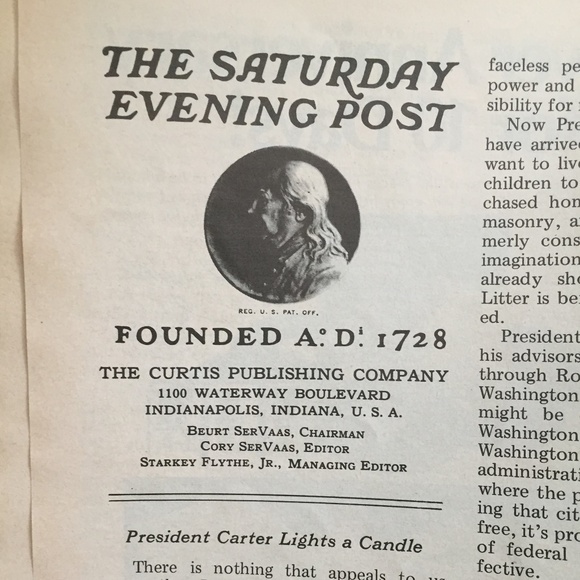 THE SATURDAY
EVENING POST
REG. U. S. PAT. OFF.
FOUNDED A.º D.ⁱ 1728
THE CURTIS PUBLISHING COMPANY
1100 WATERWAY BOULEVARD
INDIANAPOLIS, INDIANA, U. S. A.
BEURT SERVAAS, CHAIRMAN
CORY SERVAAS, EDITOR
STARKEY FLYTHE, JR., MANAGING EDITOR
President Carter Lights a Candle
There is nothing that appeals to us
faceless pe
power and
sibility for
Now Pre
have arrive
want to liv
children to
chased hom
masonry, a
merly cons
imagination
already sho
Litter is be
ed.
President
his advisors
through Ro
Washington
might be
Washington
Washington
administrati
where the p
ing that cit
free, it's pro
of federal
fective.